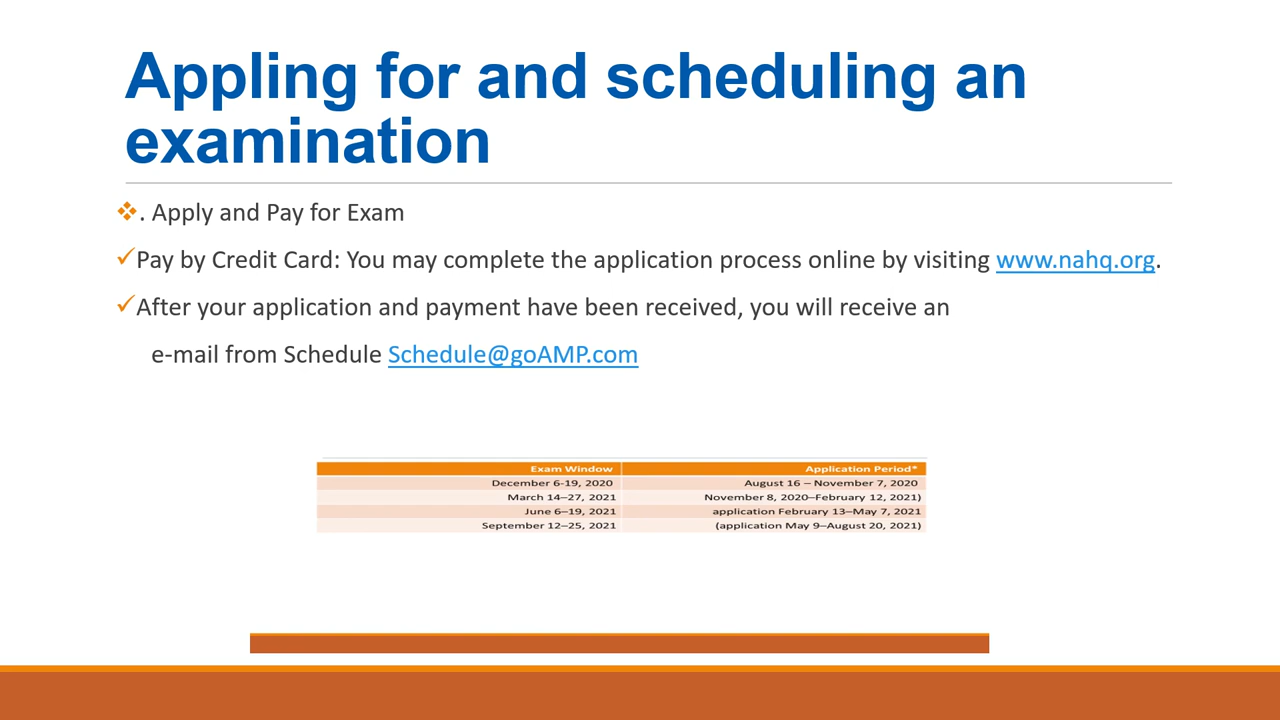 Appling for and scheduling an
examination
. Apply and Pay for Exam
Pay by Credit Card: You may complete the application process online by visiting www.nahq.org.
After your application and payment have been received, you will receive an
e-mail from Schedule Schedule@goAMP.com
Exam Window Application Period*
December 6-19, 2020 August 16 – November 7, 2020
March 14–27, 2021 November 8, 2020–February 12, 2021)
June 6–19, 2021 application February 13–May 7, 2021
September 12–25, 2021 (application May 9–August 20, 2021)